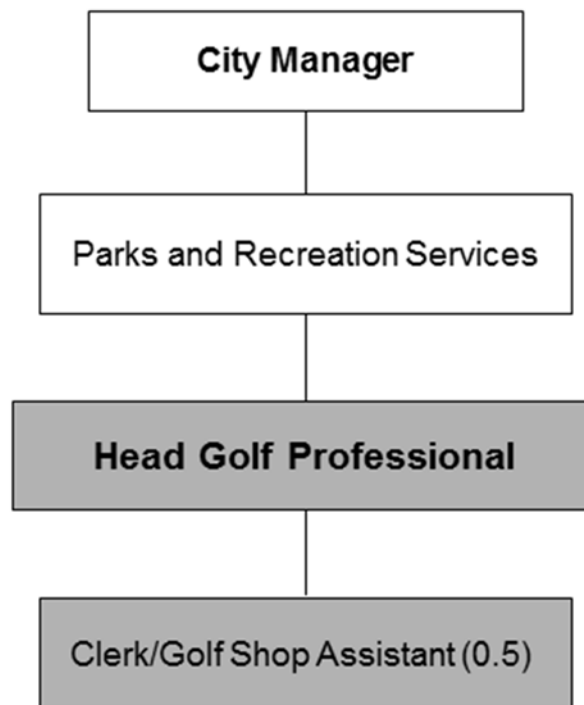 City Manager
Parks and Recreation Services
Head Golf Professional
Clerk/Golf Shop Assistant (0.5)